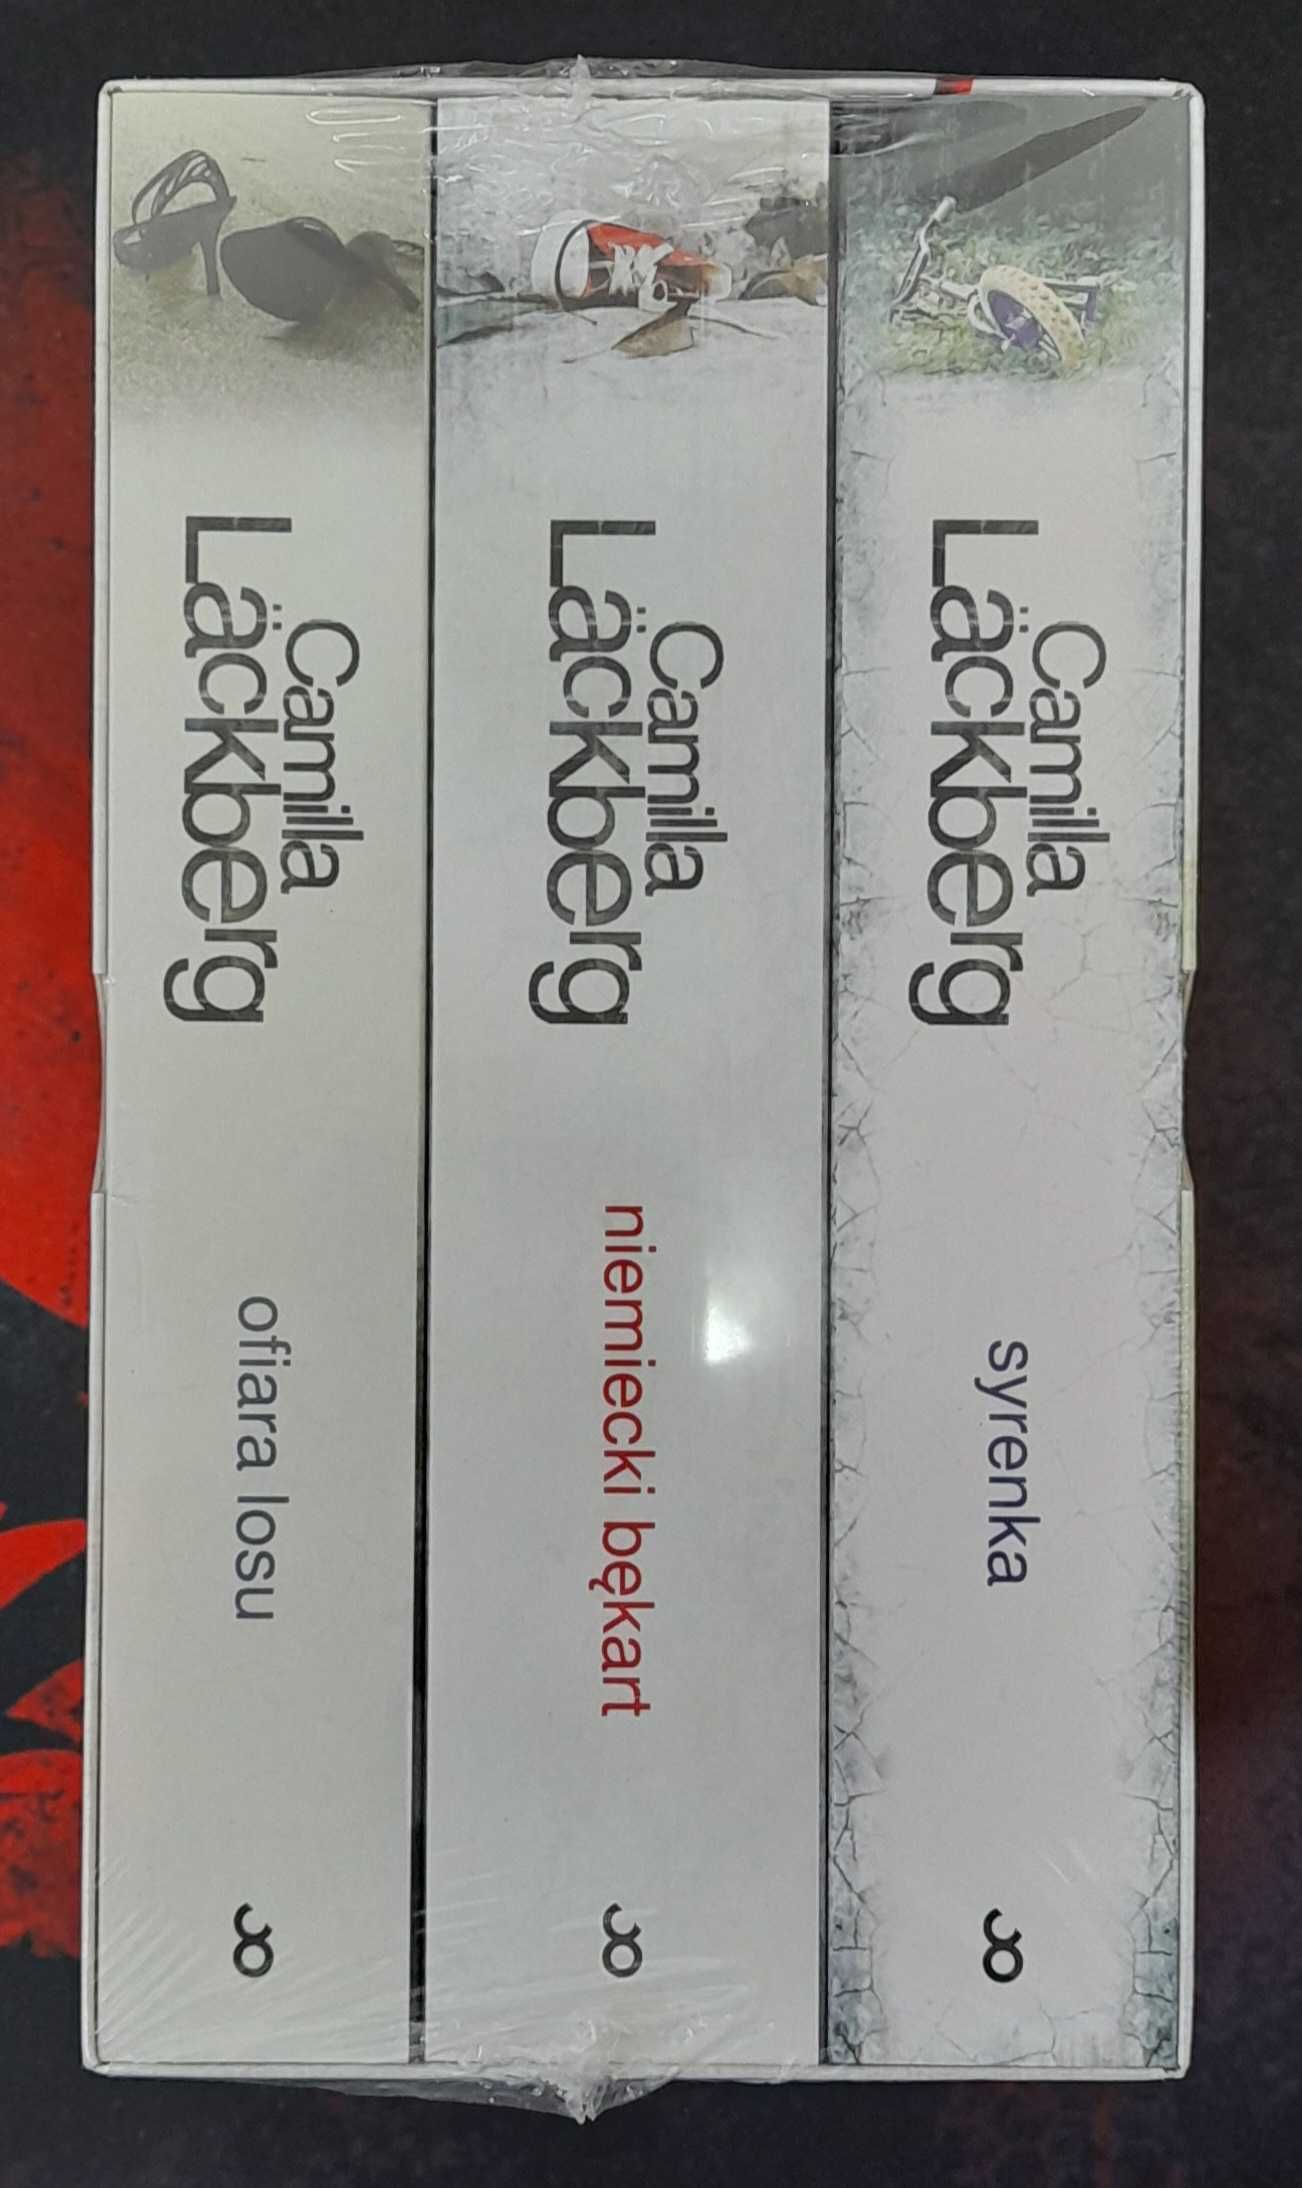 Camilla
Läckberg
ofiara losu
Camilla
Läckberg
niemiecki bękart
Camilla
Läckberg
syrenka